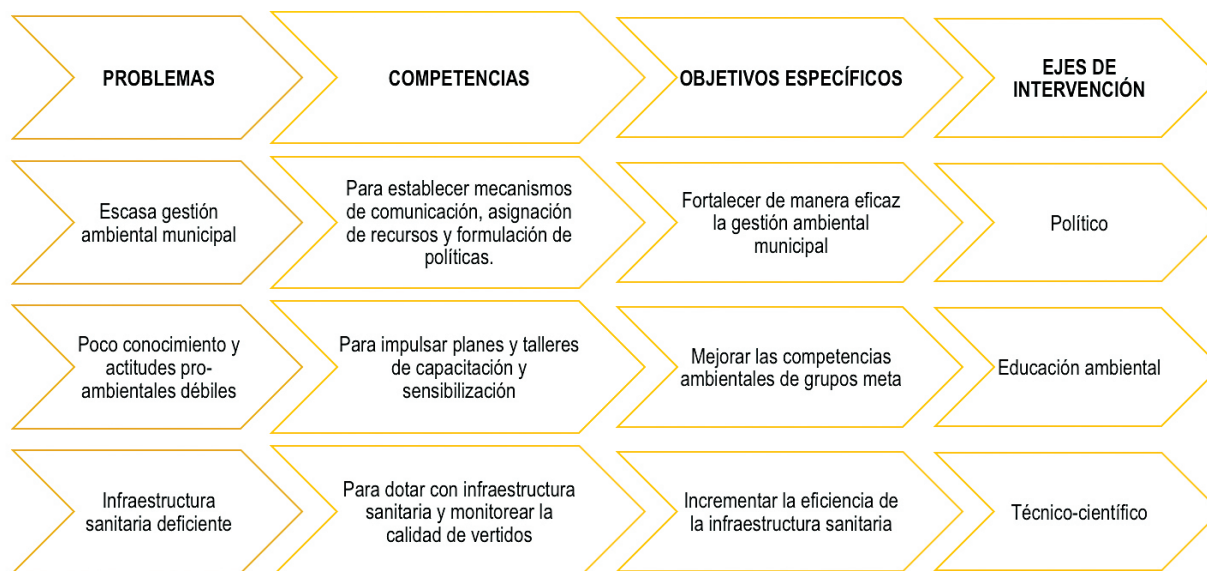 PROBLEMAS
COMPETENCIAS
OBJETIVOS ESPECÍFICOS
EJES DE
INTERVENCIÓN
Escasa gestión
ambiental municipal
Para establecer mecanismos
de comunicación, asignación
de recursos y formulación de
políticas.
Fortalecer de manera eficaz
la gestión ambiental
municipal
Político
Poco conocimiento y
actitudes pro-
ambientales débiles
Para impulsar planes y talleres
de capacitación y
sensibilización
Mejorar las competencias
ambientales de grupos meta
Educación ambiental
Infraestructura
sanitaria deficiente
Para dotar con infraestructura
sanitaria y monitorear la
calidad de vertidos
Incrementar la eficiencia de
la infraestructura sanitaria
Técnico-científico